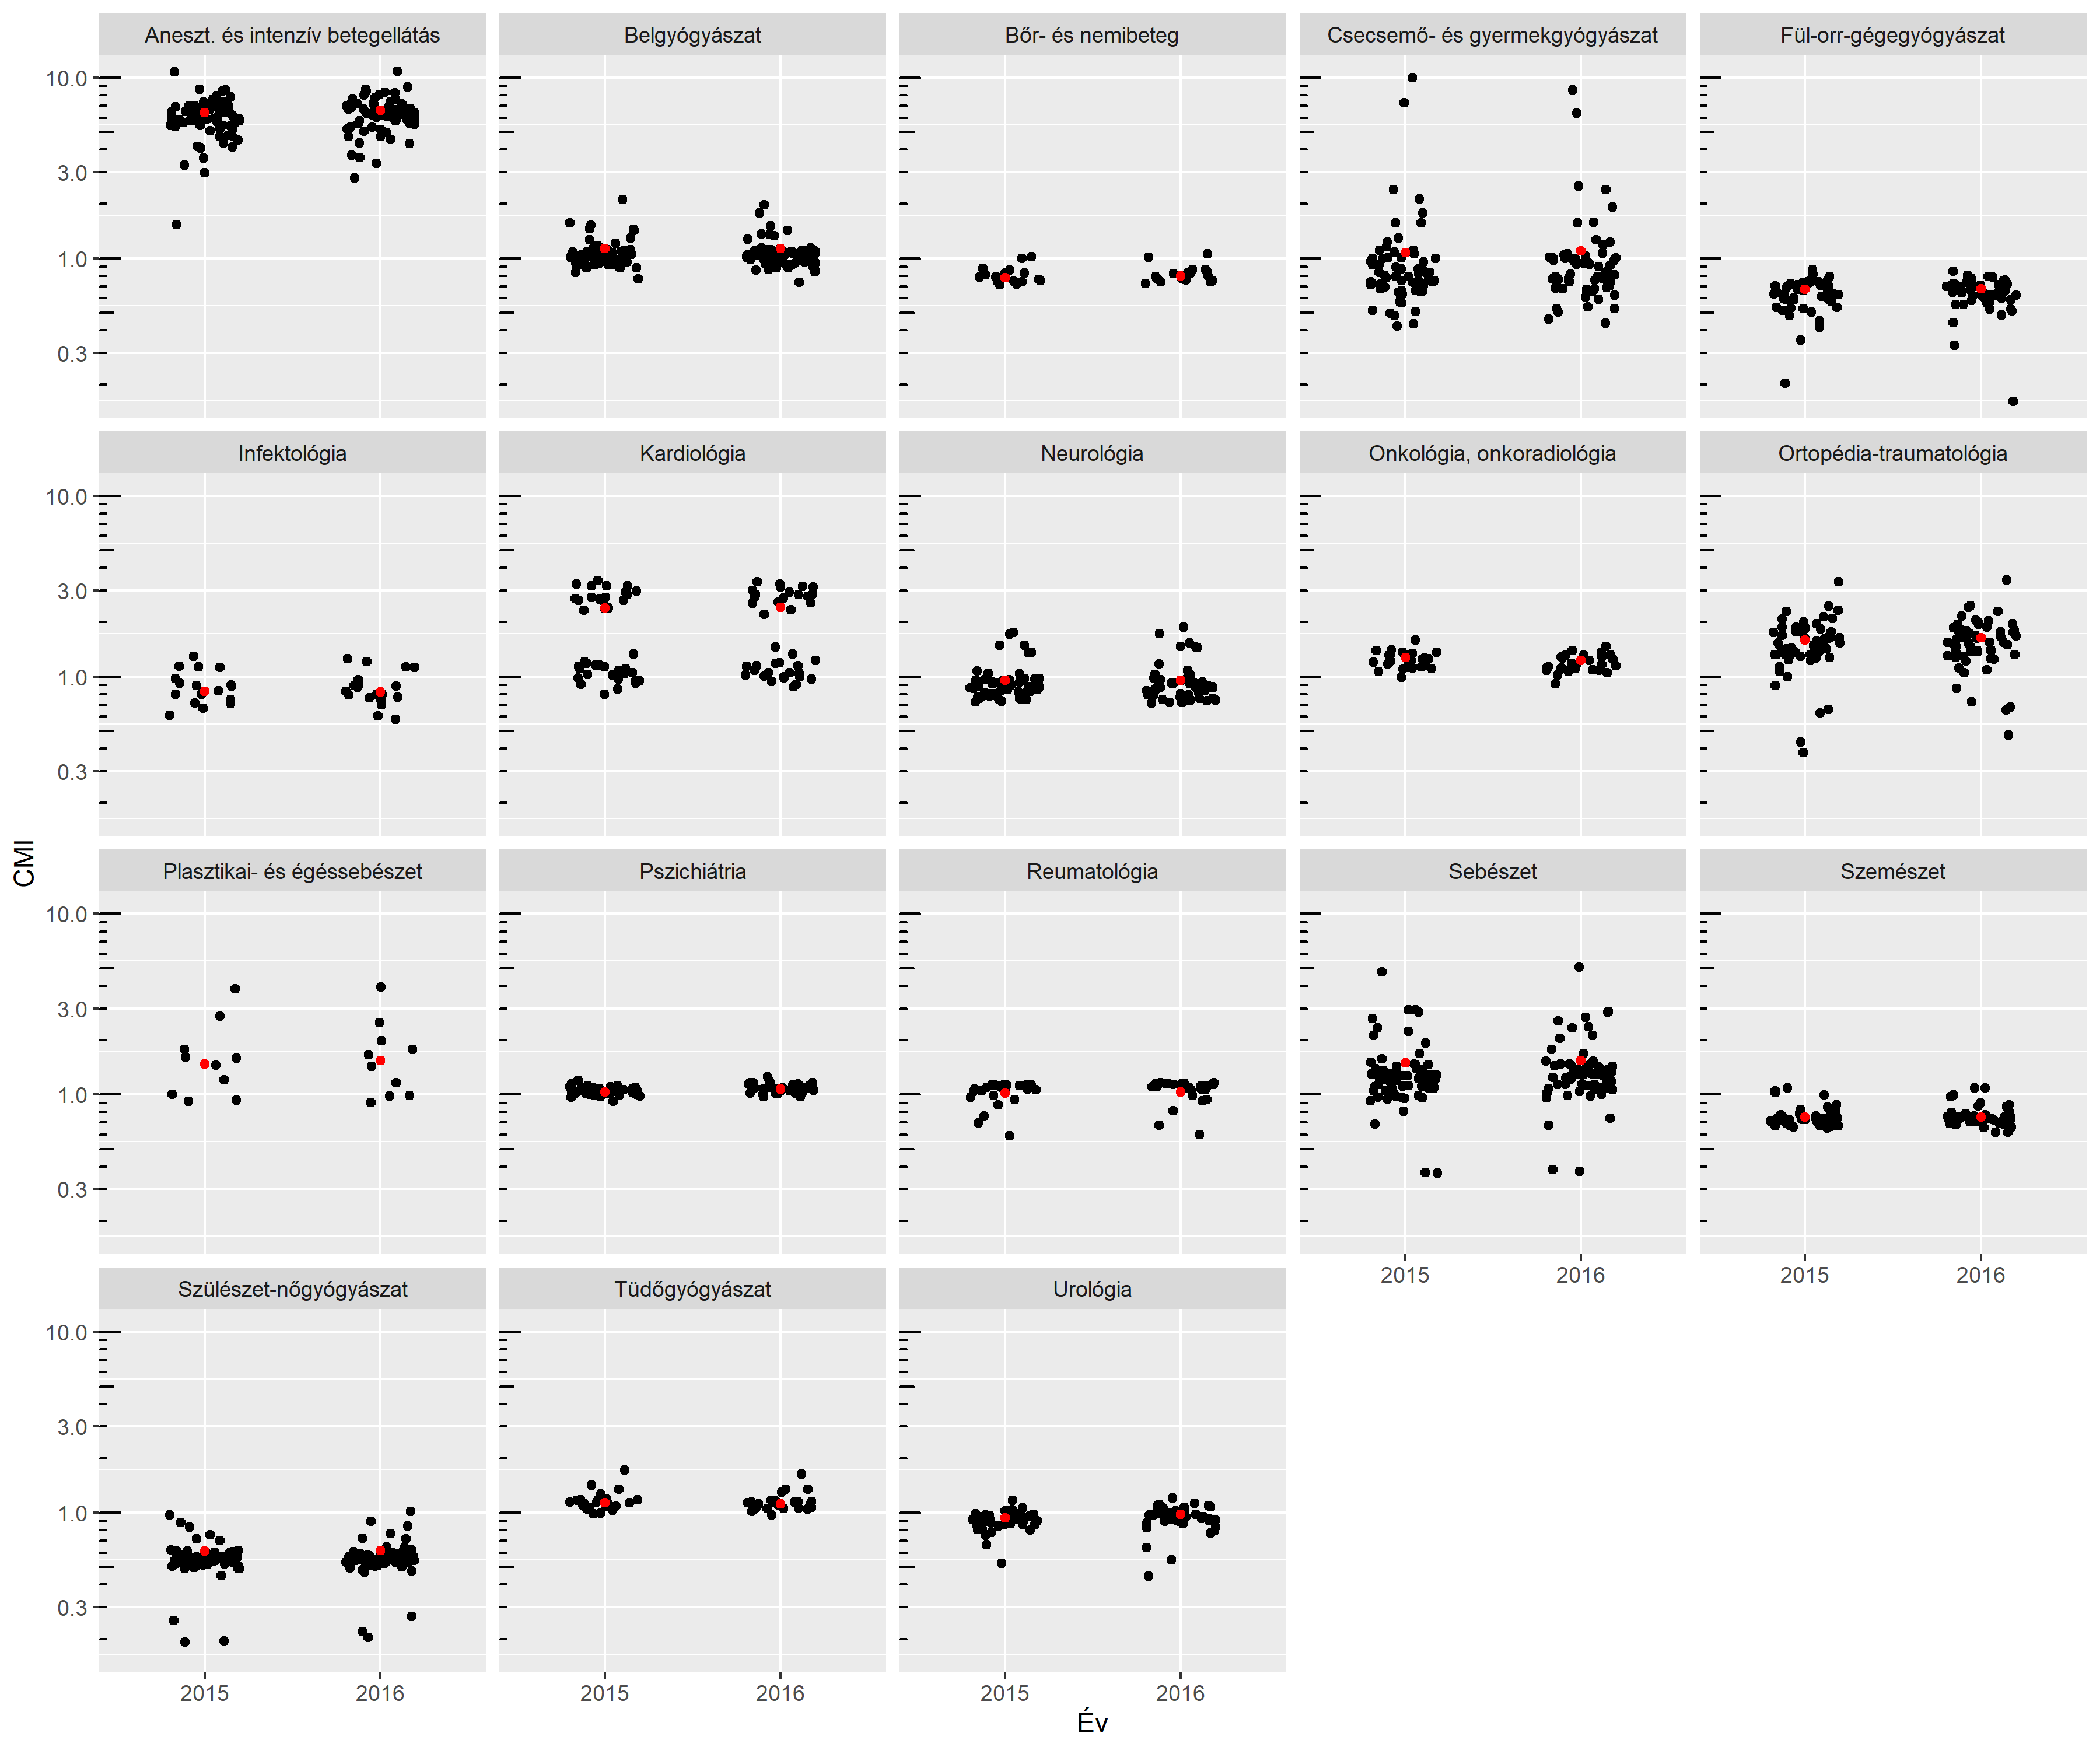 Aneszt. és intenzív betegellátás
Belgyógyászat
Bőr- és nemibeteg
Csecsemő- és gyermekgyógyászat
Fül-orr-gégegyógyászat
10.0
3.0
1.0
0.3
Infektológia
Kardiológia
Neurológia
Onkológia, onkoradiológia
Ortopédia-traumatológia
10.0
3.0
1.0
0.3
CMI
Plasztikai- és égéssebészet
Pszichiátria
Reumatológia
Sebészet
Szemészet
10.0
3.0
1.0
0.3
2015
2016
2015
2016
Szülészet-nőgyógyászat
Tüdőgyógyászat
Urológia
10.0
3.0
1.0
0.3
2015
2016
2015
2016
2015
2016
Év